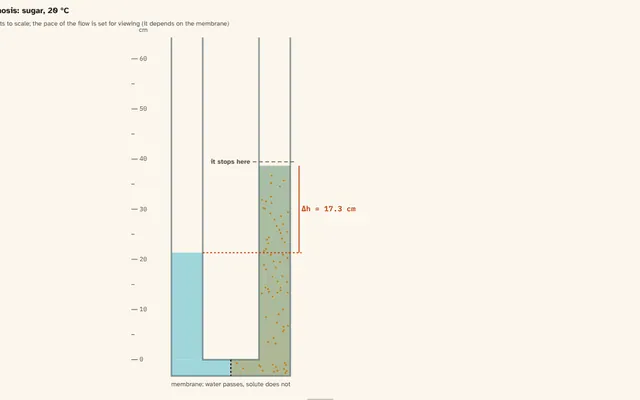 sugar, 20 °C
to scale; the pace of the flow is set for viewing (it depends on the membrane)
cm
60
50
40
it stops here
30
Δh = 17.3 cm
20
10
0
membrane: water passes, solute does not